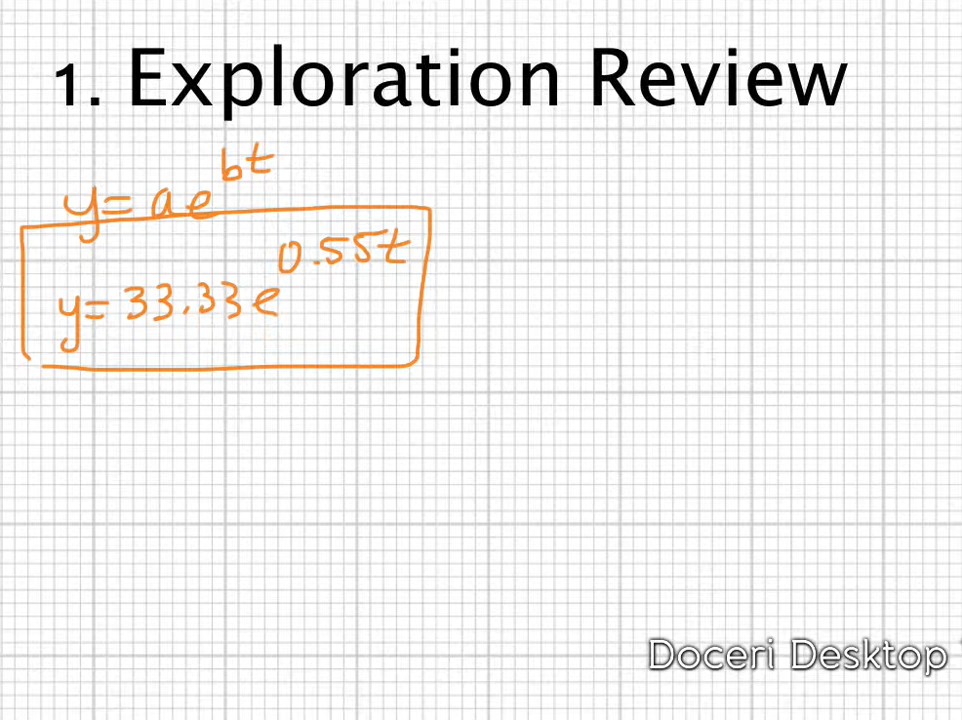 1. Exploration Review
y = ae^{bt}
y = 33.33e^{0.55t}
Doceri Desktop